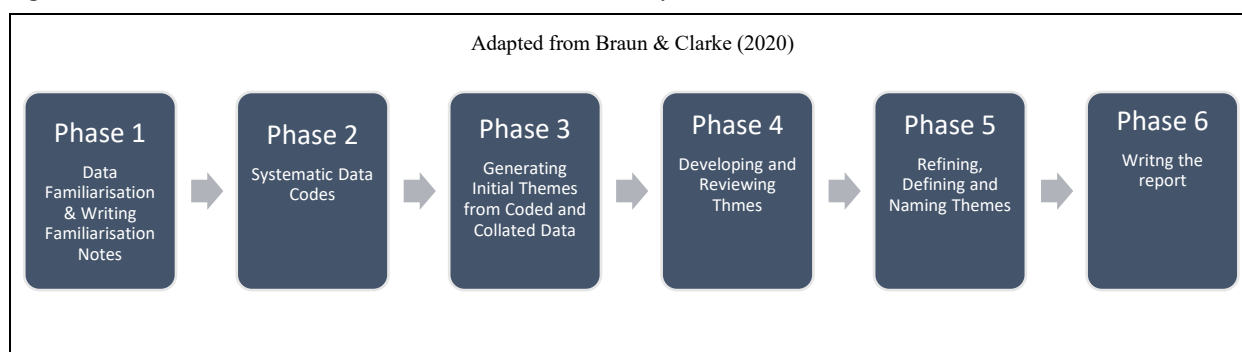 Adapted from Braun & Clarke (2020)
Phase 1
Data
Familiarisation
& Writing
Familiarisation
Notes
Phase 2
Systematic Data
Codes
Phase 3
Generating
Initial Themes
from Coded and
Collated Data
Phase 4
Developing and
Reviewing
Thmes
Phase 5
Refining,
Defining and
Naming Themes
Phase 6
Writng the
report